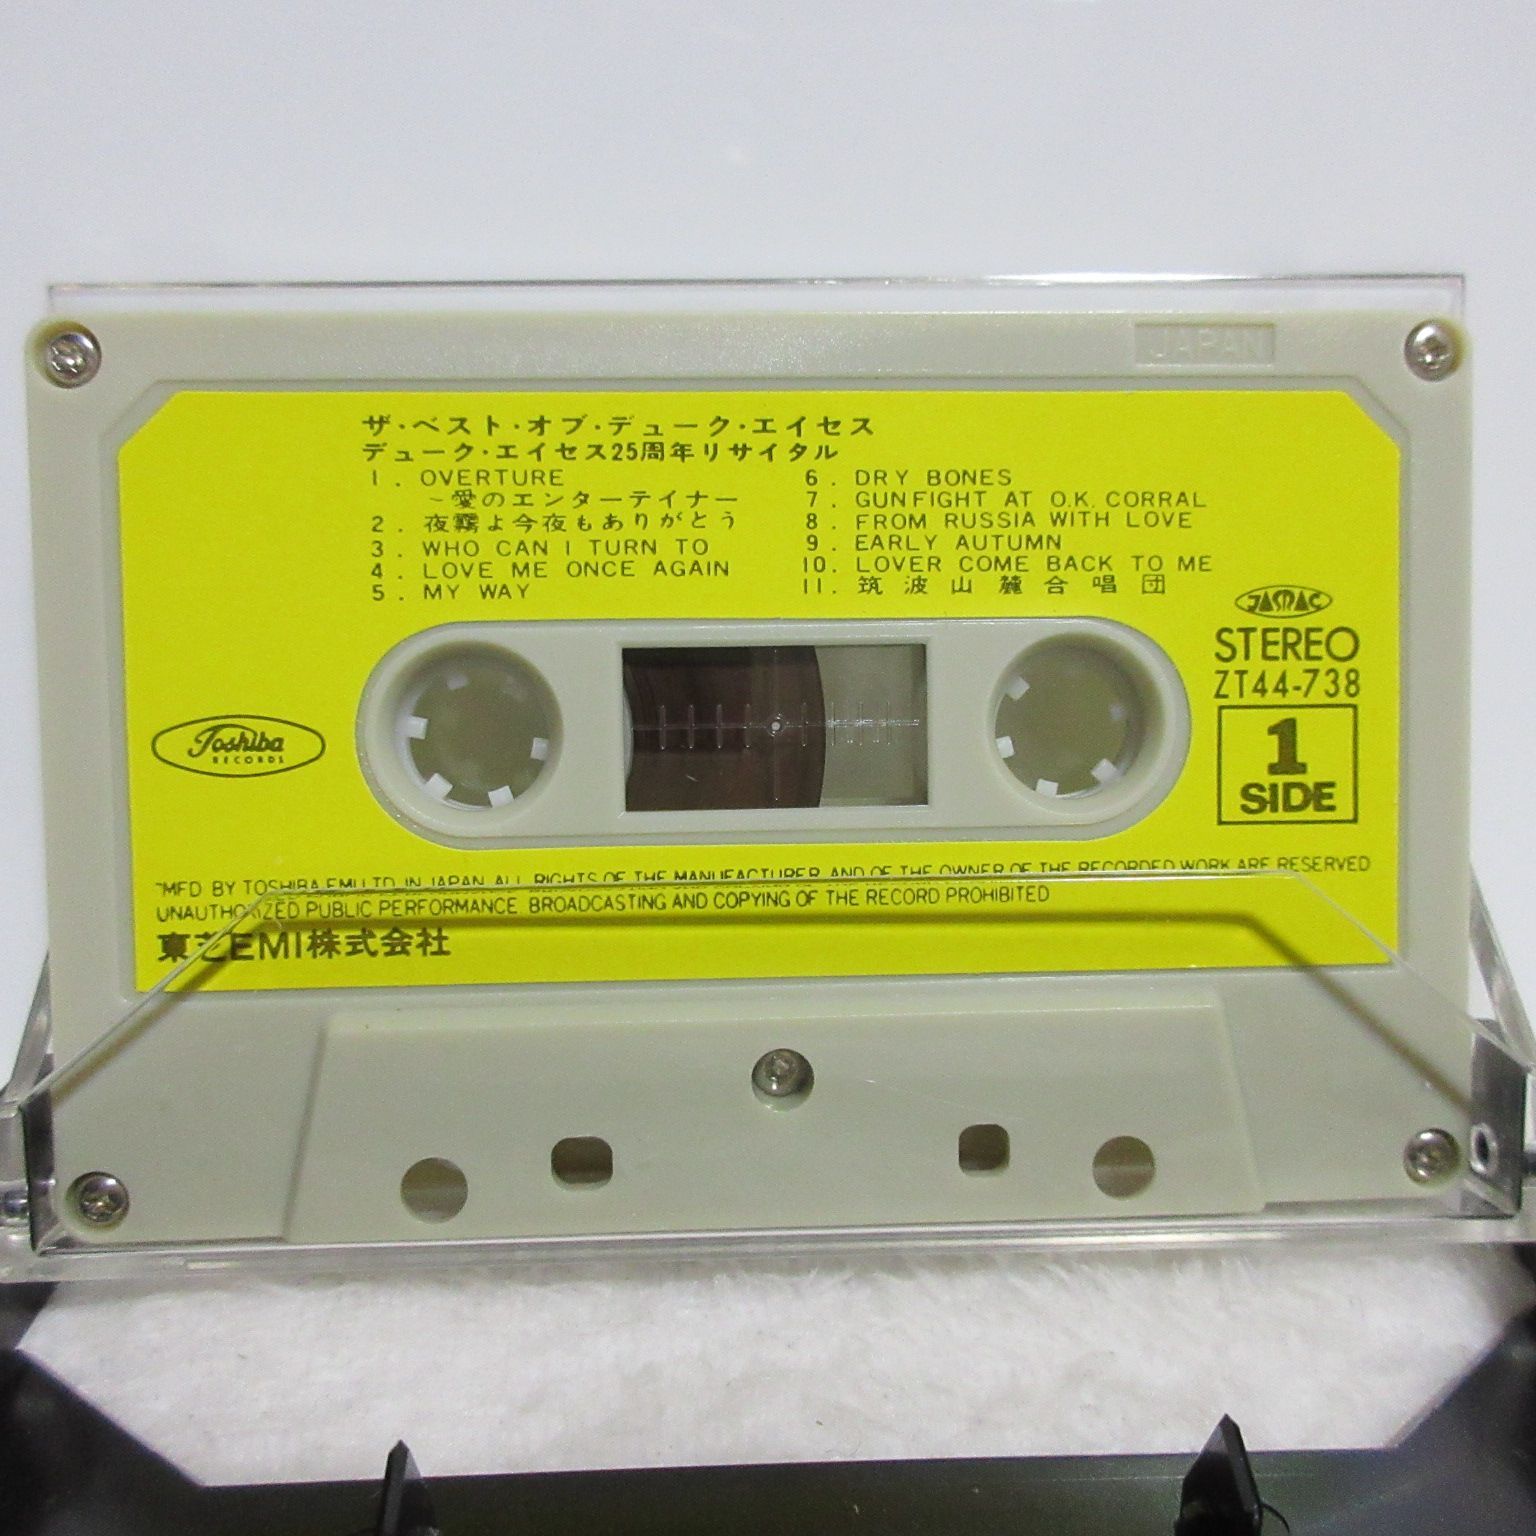 JAPAN
ザ・ベスト・オブ・デューク・エイセス
デューク・エイセス25周年リサイタル
1. OVERTURE
~愛のエンターテイナー
2. 夜霧よ今夜もありがとう
3. WHO CAN I TURN TO
4. LOVE ME ONCE AGAIN
5. MY WAY
6. DRY BONES
7. GUNFIGHT AT O.K. CORRAL
8. FROM RUSSIA WITH LOVE
9. EARLY AUTUMN
10. LOVER COME BACK TO ME
11. 筑波山麓合唱団
JASRAC
STEREO
ZT44-738
1
SIDE
Toshiba
RECORDS
MFD BY TOSHIBA EMI LTD. IN JAPAN ALL RIGHTS OF THE MANUFACTURER AND OF THE OWNER OF THE RECORDED WORK ARE RESERVED
UNAUTHORIZED PUBLIC PERFORMANCE. BROADCASTING AND COPYING OF THE RECORD PROHIBITED
東芝EMI株式会社